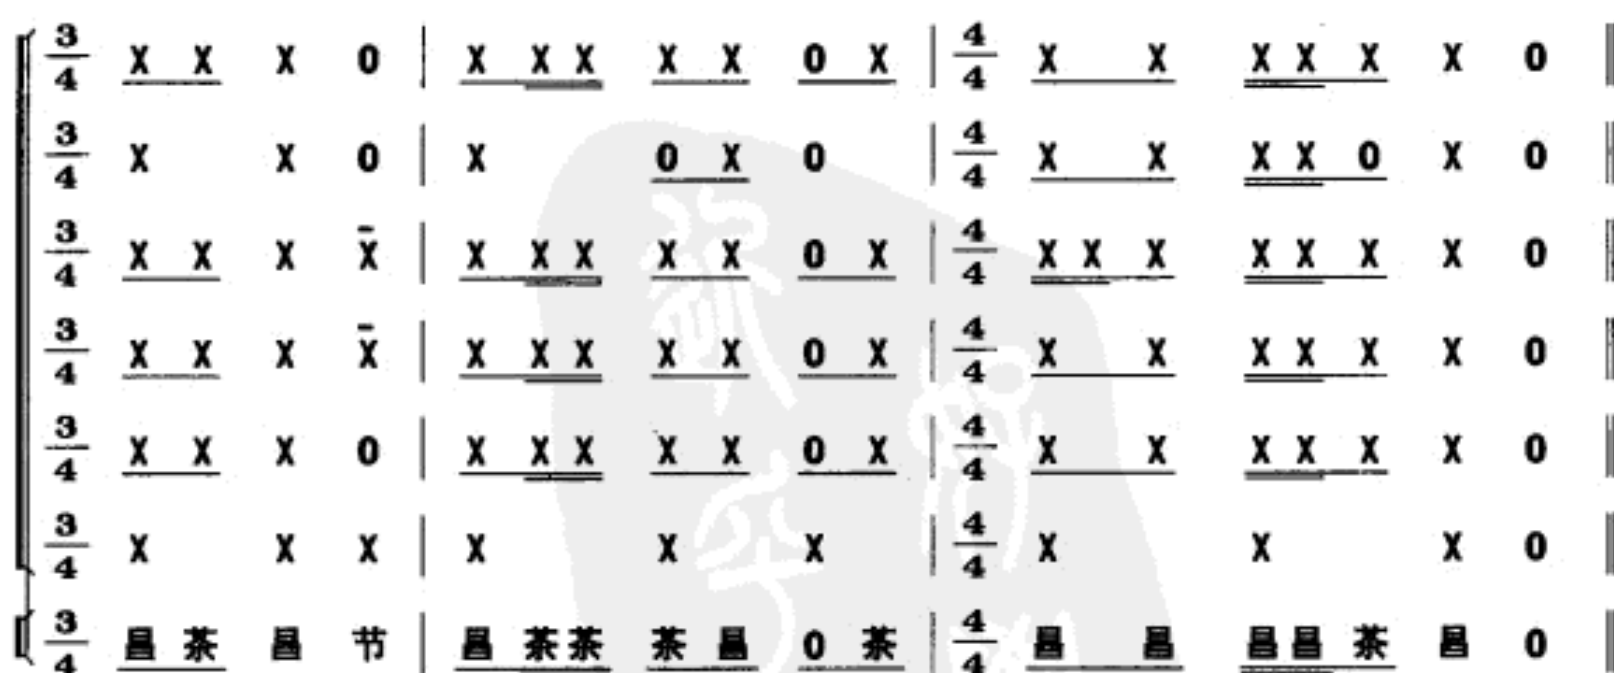 3/4 X X X 0 | X X X X X 0 X | 4/4 X X X X X X 0
3/4 X X 0 | X 0 X 0 | 4/4 X X X X 0 X 0
3/4 X X X X | X X X X X 0 X | 4/4 X X X X X X X 0
3/4 X X X X | X X X X X 0 X | 4/4 X X X X X X 0
3/4 X X X 0 | X X X X X 0 X | 4/4 X X X X X X 0
3/4 X X X | X X X | 4/4 X X X 0
3/4 昌 茶 昌 节 | 昌 茶 茶 茶 昌 0 茶 | 4/4 昌 昌 昌 昌 茶 昌 0